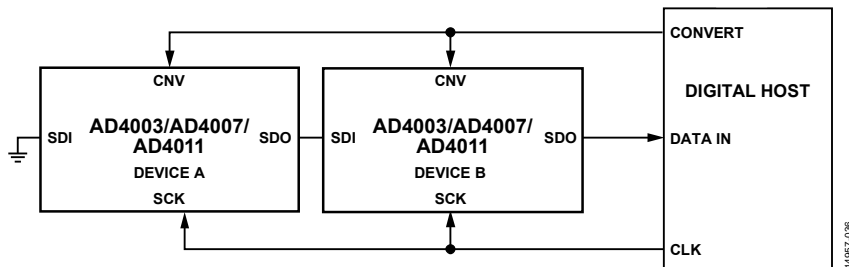 CONVERT
CNV
CNV
DIGITAL HOST
AD4003/AD4007/
AD4011
AD4003/AD4007/
AD4011
SDI
SDO
SDI
SDO
DATA IN
DEVICE A
DEVICE B
SCK
SCK
CLK
14957-036